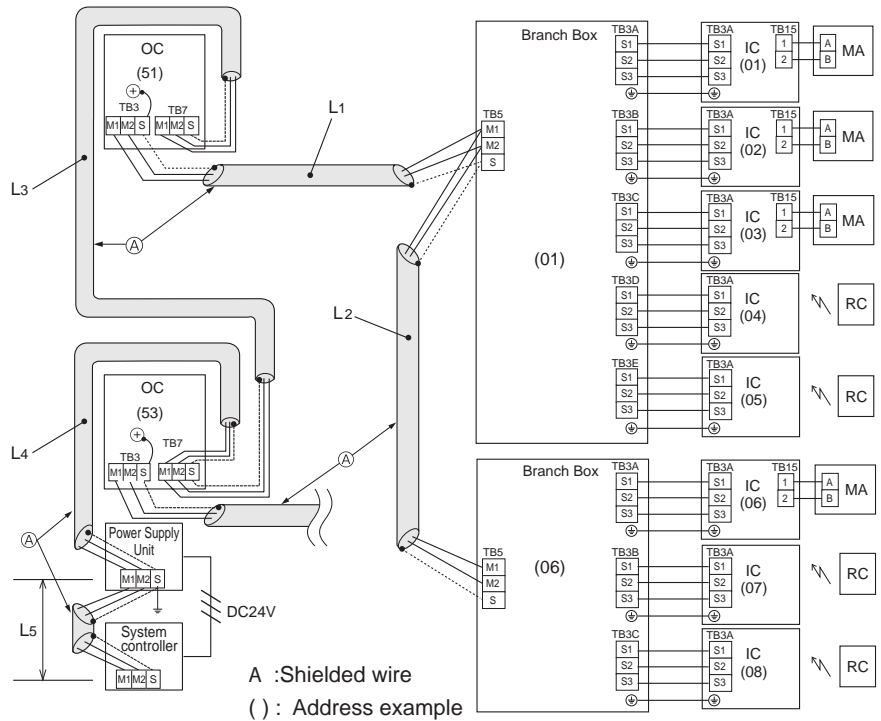 OC
(51)
TB3
TB7
M1 M2 S
M1 M2 S
L1
L3
A
OC
(53)
TB3
TB7
M1 M2 S
M1 M2 S
L4
A
A
Power Supply
Unit
M1 M2 S
L5
DC24V
System
controller
M1 M2 S
A :Shielded wire
( ) : Address example
L2
Branch Box
TB5
M1
M2
S
(01)
TB3A
S1
S2
S3
TB3A
S1
S2
S3
IC
(01)
TB15
1
2
A
B
MA
TB3B
S1
S2
S3
TB3A
S1
S2
S3
IC
(02)
TB15
1
2
A
B
MA
TB3C
S1
S2
S3
TB3A
S1
S2
S3
IC
(03)
TB15
1
2
A
B
MA
TB3D
S1
S2
S3
TB3A
S1
S2
S3
IC
(04)
RC
TB3E
S1
S2
S3
TB3A
S1
S2
S3
IC
(05)
RC
Branch Box
TB5
M1
M2
S
(06)
TB3A
S1
S2
S3
TB3A
S1
S2
S3
IC
(06)
TB15
1
2
A
B
MA
TB3B
S1
S2
S3
TB3A
S1
S2
S3
IC
(07)
RC
TB3C
S1
S2
S3
TB3A
S1
S2
S3
IC
(08)
RC